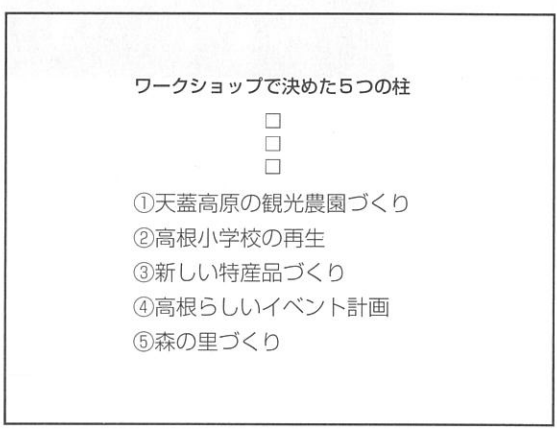 ワークショップで決めた5つの柱
□
□
□
①天蓋高原の観光農園づくり
②高根小学校の再生
③新しい特産品づくり
④高根らしいイベント計画
⑤森の里づくり